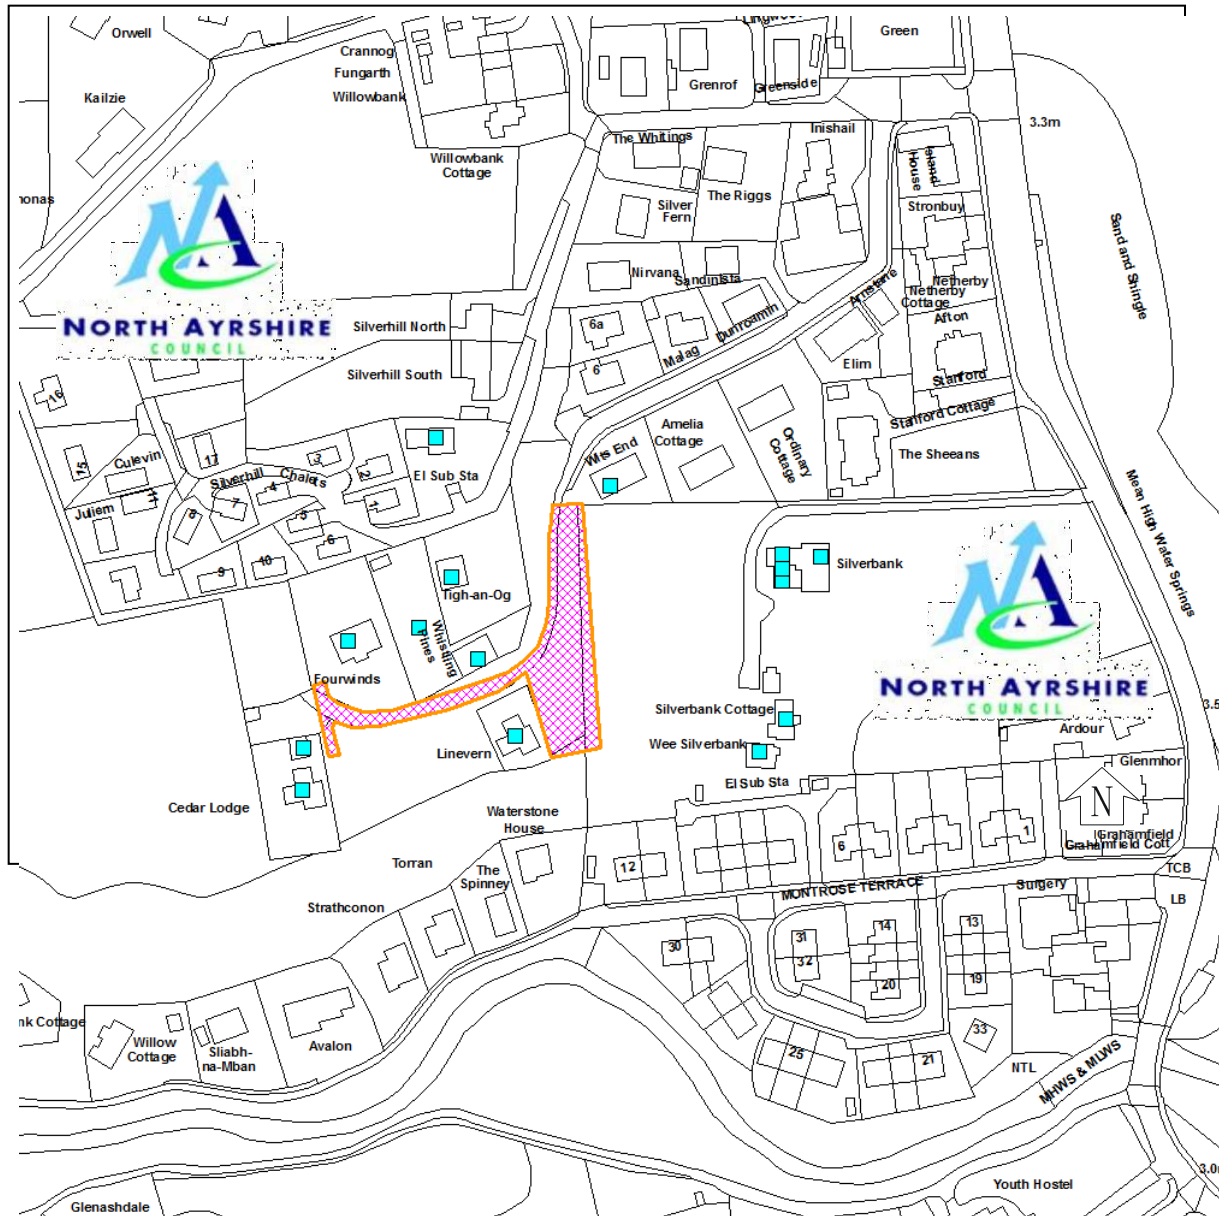 Orwell
Lingwood
Green
Crannog
Fungarth
Willowbank
Kailzie
Grenrof
Greenside
3.3m
The Whitings
Inishail
Willowbank
Cottage
Island
House
The Riggs
Silver
Fern
Stronbuy
Sand and Shingle
Nirvana
Sandinista
Netherby
Netherby
Cottage
Arnstane
Afton
NORTH AYRSHIRE
COUNCIL
Silverhill North
6a
Dunroamin
Malag
Elim
Silverhill South
6
Stanford
16
Stanford Cottage
Amelia
Cottage
Ordinary
Cottage
Wits End
The Sheeans
15
Culevin
17
3
2
El Sub Sta
Silverhill Chalets
11
4
7
1
Juliem
8
5
6
9
10
Mean High Water Springs
Silverbank
Tigh-an-Og
Whistling
Pines
Fourwinds
NORTH AYRSHIRE
COUNCIL
Silverbank Cottage
Wee Silverbank
Linevern
Ardour
Glenmhor
El Sub Sta
N
Cedar Lodge
Waterstone
House
Grahamfield
Grahamfield Cott
1
6
12
Torran
The
Spinney
TCB
LB
MONTROSE TERRACE
Surgery
Strathconon
30
31
32
14
20
13
19
Willow
Cottage
Sliabh-
na-Mban
Avalon
33
25
21
NTL
MHWS & MLWS
Youth Hostel
Glenashdale